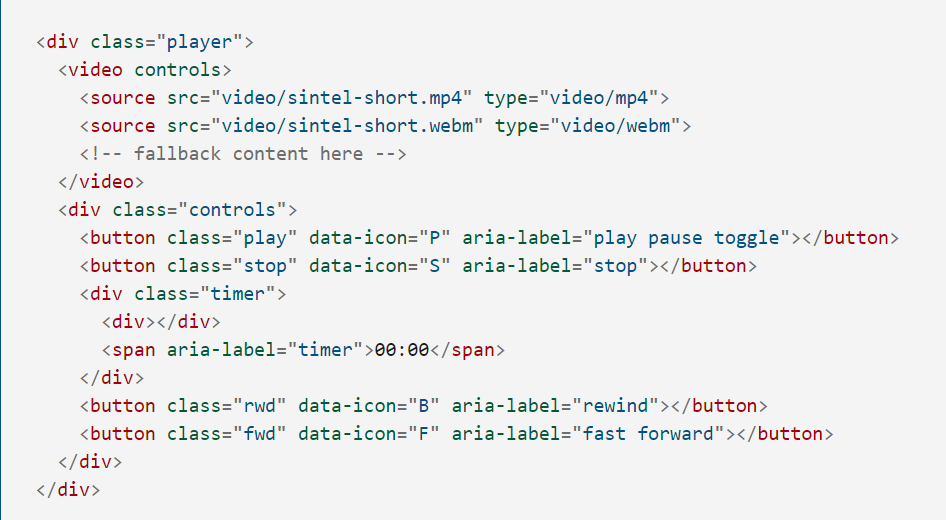 <div class="player">
  <video controls>
    <source src="video/sintel-short.mp4" type="video/mp4">
    <source src="video/sintel-short.webm" type="video/webm">
    <!-- fallback content here -->
  </video>
  <div class="controls">
    <button class="play" data-icon="P" aria-label="play pause toggle"></button>
    <button class="stop" data-icon="S" aria-label="stop"></button>
    <div class="timer">
      <div></div>
      <span aria-label="timer">00:00</span>
    </div>
    <button class="rwd" data-icon="B" aria-label="rewind"></button>
    <button class="fwd" data-icon="F" aria-label="fast forward"></button>
  </div>
</div>